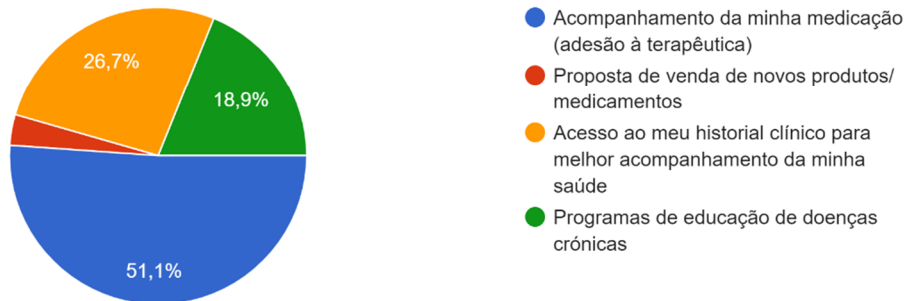 26,7%
18,9%
51,1%
Acompanhamento da minha medicação
(adesão à terapêutica)
Proposta de venda de novos produtos/
medicamentos
Acesso ao meu historial clínico para
melhor acompanhamento da minha
saúde
Programas de educação de doenças
crónicas